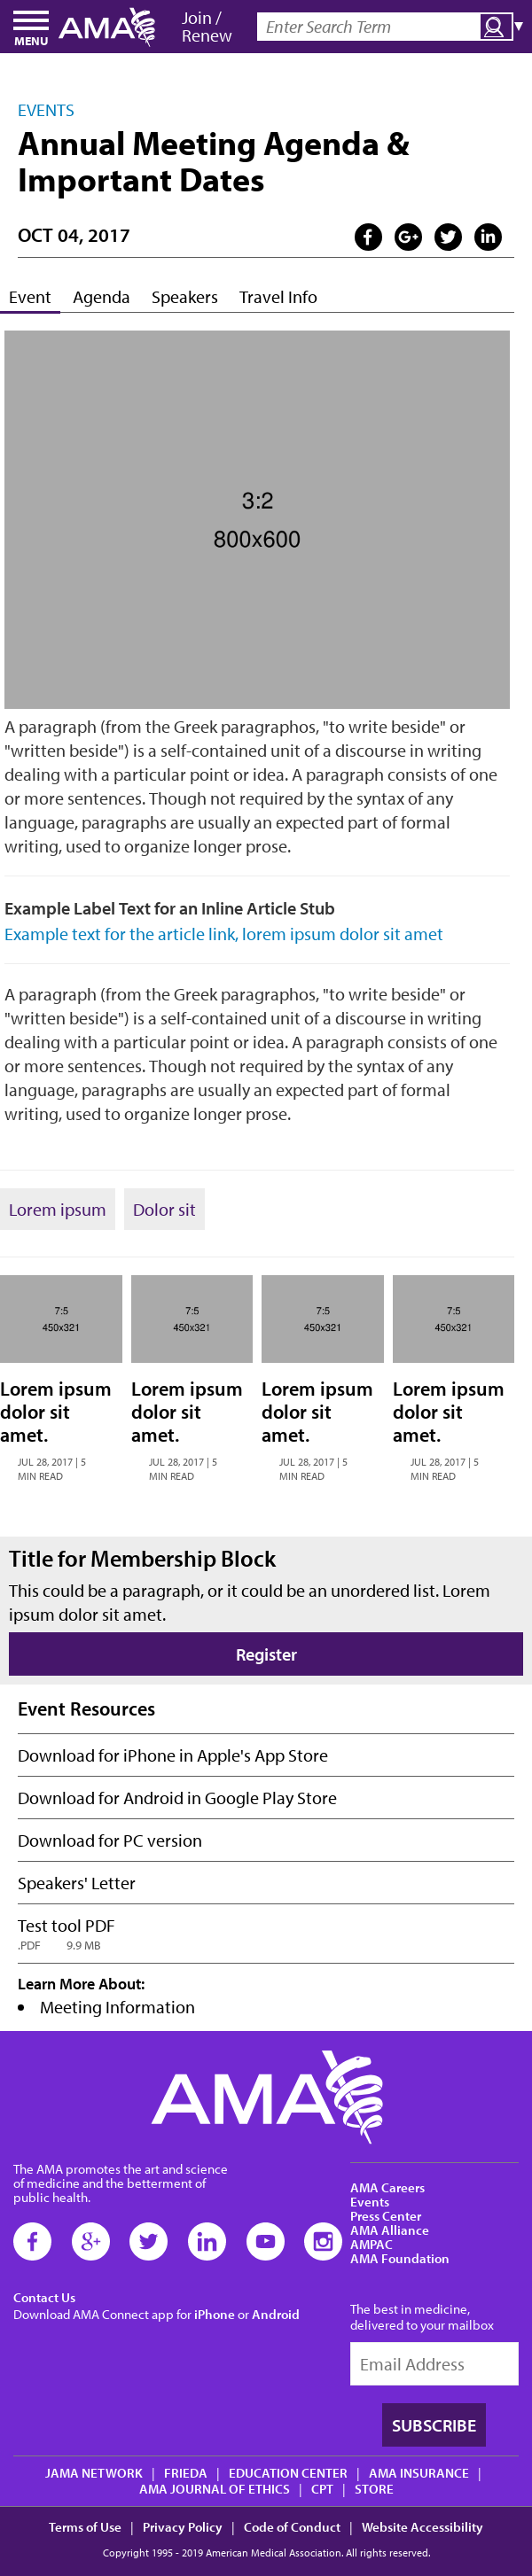 MENU
AMA
Join /
Renew
Enter Search Term
▼
EVENTS
Annual Meeting Agenda &
Important Dates
OCT 04, 2017
Event
Agenda
Speakers
Travel Info
3:2
800x600
A paragraph (from the Greek paragraphos, "to write beside" or
"written beside") is a self-contained unit of a discourse in writing
dealing with a particular point or idea. A paragraph consists of one
or more sentences. Though not required by the syntax of any
language, paragraphs are usually an expected part of formal
writing, used to organize longer prose.
Example Label Text for an Inline Article Stub
Example text for the article link, lorem ipsum dolor sit amet
A paragraph (from the Greek paragraphos, "to write beside" or
"written beside") is a self-contained unit of a discourse in writing
dealing with a particular point or idea. A paragraph consists of one
or more sentences. Though not required by the syntax of any
language, paragraphs are usually an expected part of formal
writing, used to organize longer prose.
Lorem ipsum
Dolor sit
7:5
450x321
Lorem ipsum
dolor sit
amet.
JUL 28, 2017 | 5
MIN READ
7:5
450x321
Lorem ipsum
dolor sit
amet.
JUL 28, 2017 | 5
MIN READ
7:5
450x321
Lorem ipsum
dolor sit
amet.
JUL 28, 2017 | 5
MIN READ
7:5
450x321
Lorem ipsum
dolor sit
amet.
JUL 28, 2017 | 5
MIN READ
Title for Membership Block
This could be a paragraph, or it could be an unordered list. Lorem
ipsum dolor sit amet.
Register
Event Resources
Download for iPhone in Apple's App Store
Download for Android in Google Play Store
Download for PC version
Speakers' Letter
Test tool PDF
.PDF 9.9 MB
Learn More About:
• Meeting Information
AMA
The AMA promotes the art and science
of medicine and the betterment of
public health.
Contact Us
Download AMA Connect app for iPhone or Android
AMA Careers
Events
Press Center
AMA Alliance
AMPAC
AMA Foundation
The best in medicine,
delivered to your mailbox
Email Address
SUBSCRIBE
JAMA NETWORK | FRIEDA | EDUCATION CENTER | AMA INSURANCE |
AMA JOURNAL OF ETHICS | CPT | STORE
Terms of Use | Privacy Policy | Code of Conduct | Website Accessibility
Copyright 1995 - 2019 American Medical Association. All rights reserved.